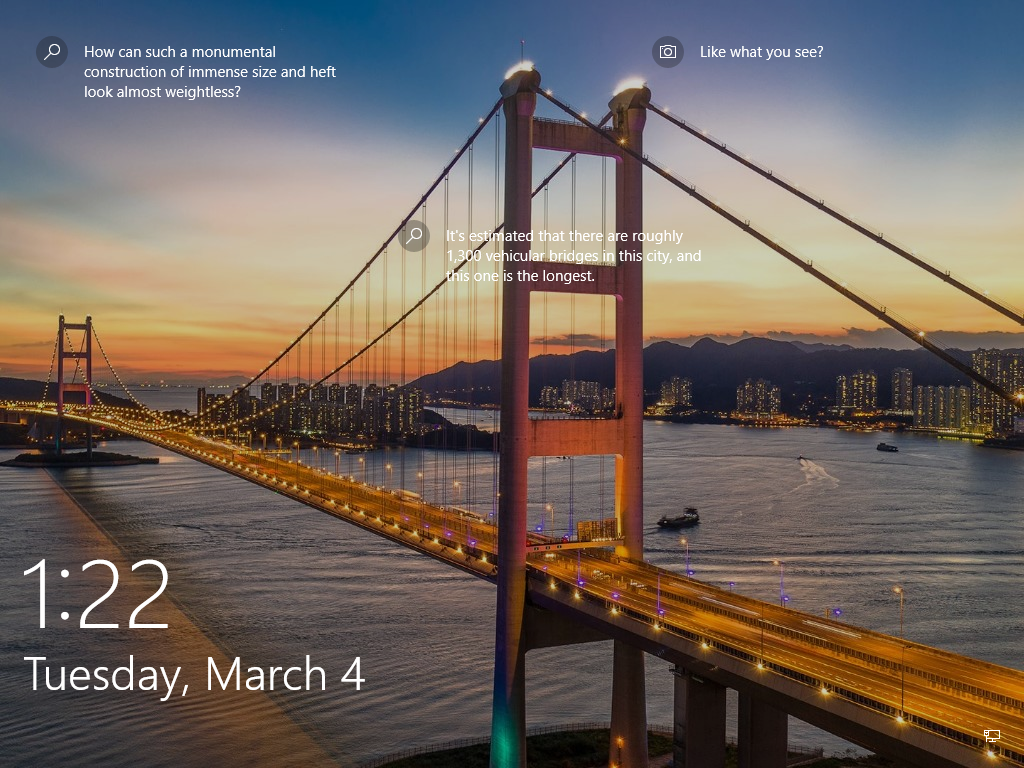 How can such a monumental
construction of immense size and heft
look almost weightless?
Like what you see?
It's estimated that there are roughly
1,300 vehicular bridges in this city, and
this one is the longest.
1:22
Tuesday, March 4